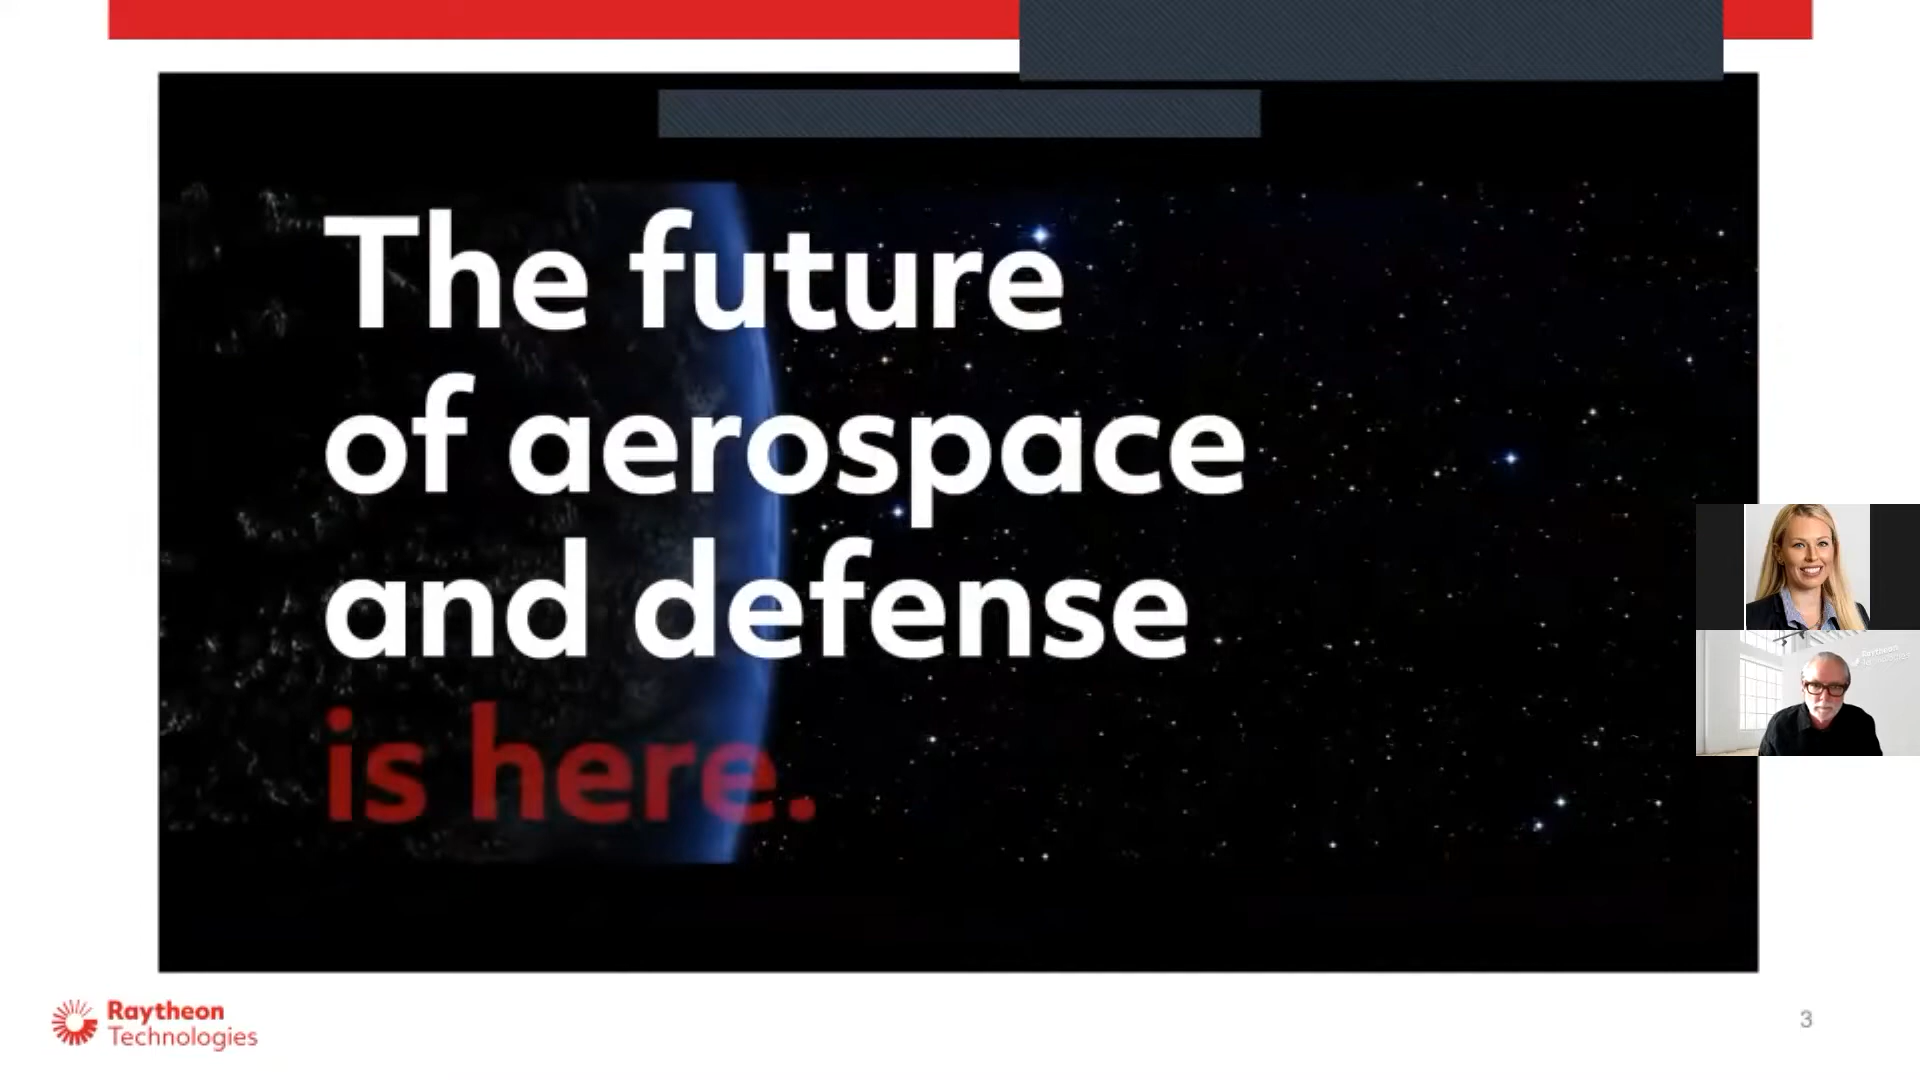 The future
of aerospace
and defense
is here.
Raytheon
Technologies
3